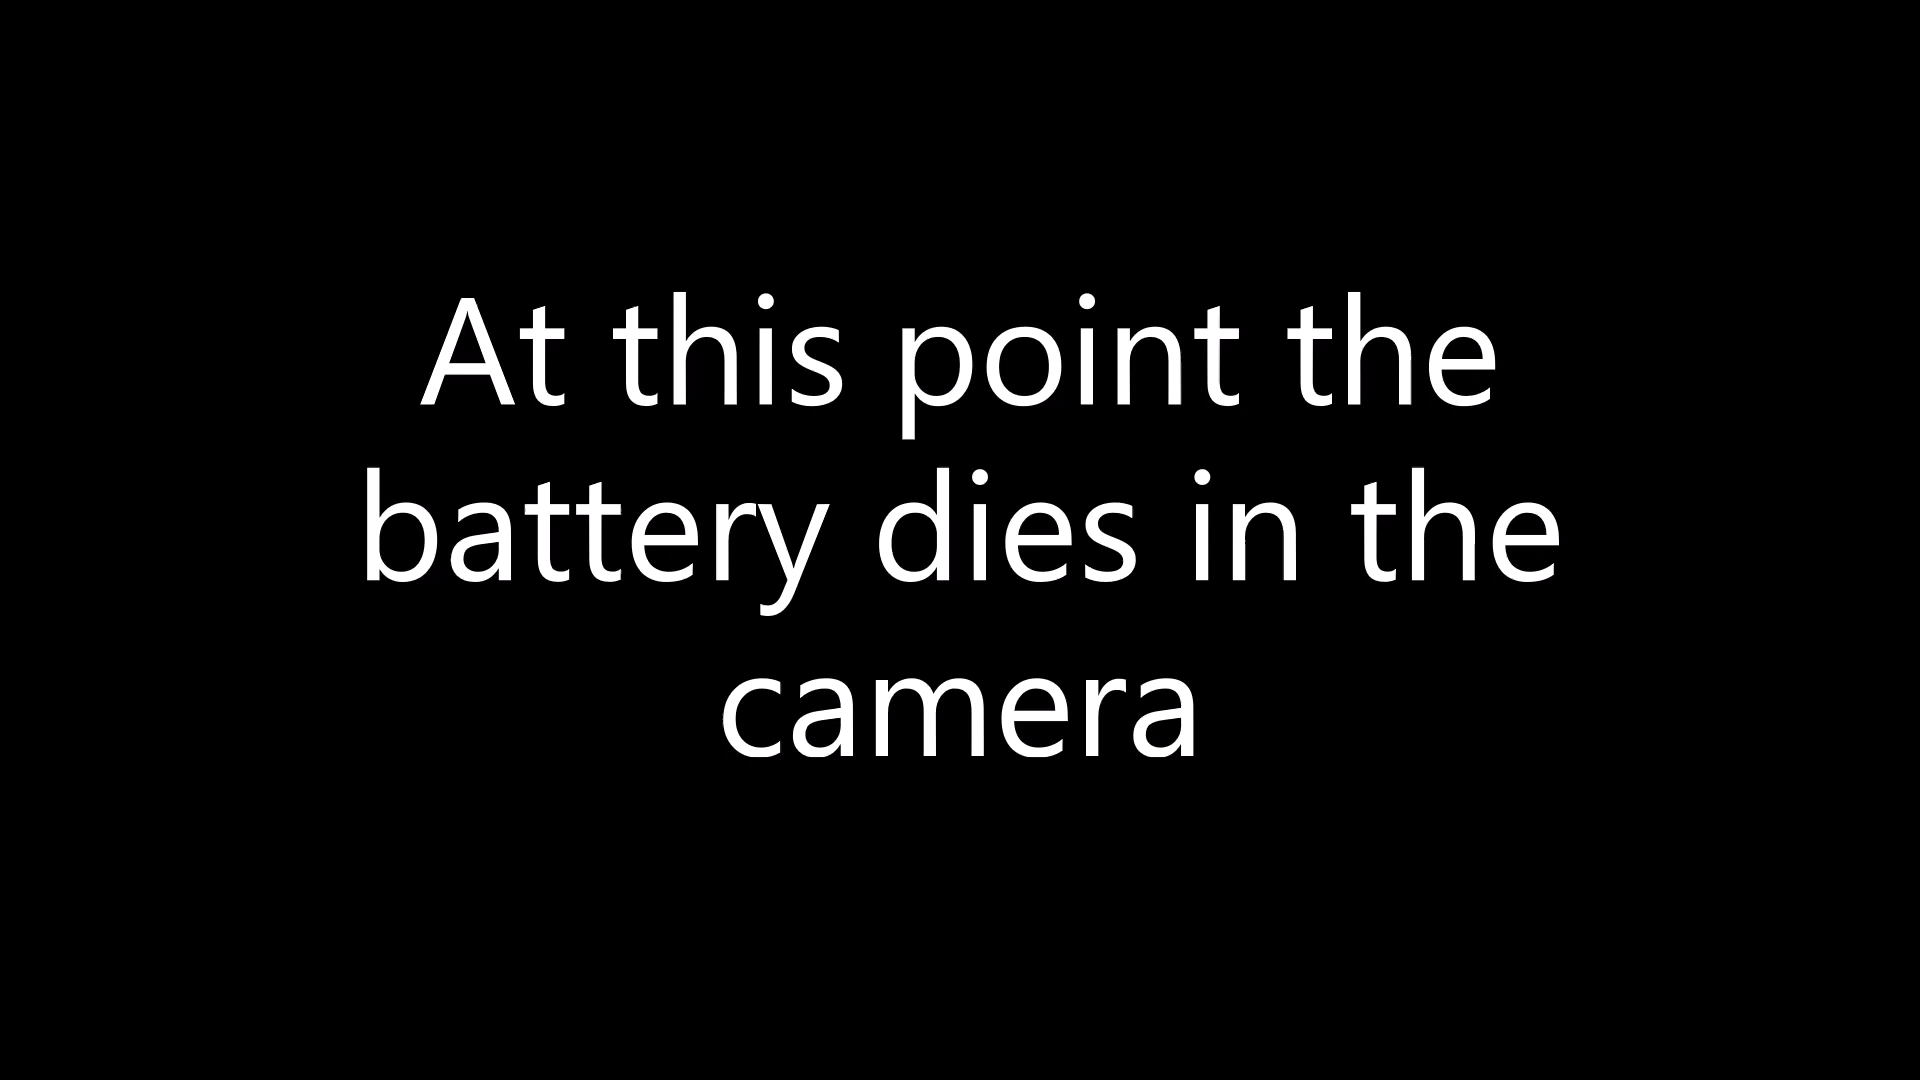 At this point the
battery dies in the
camera